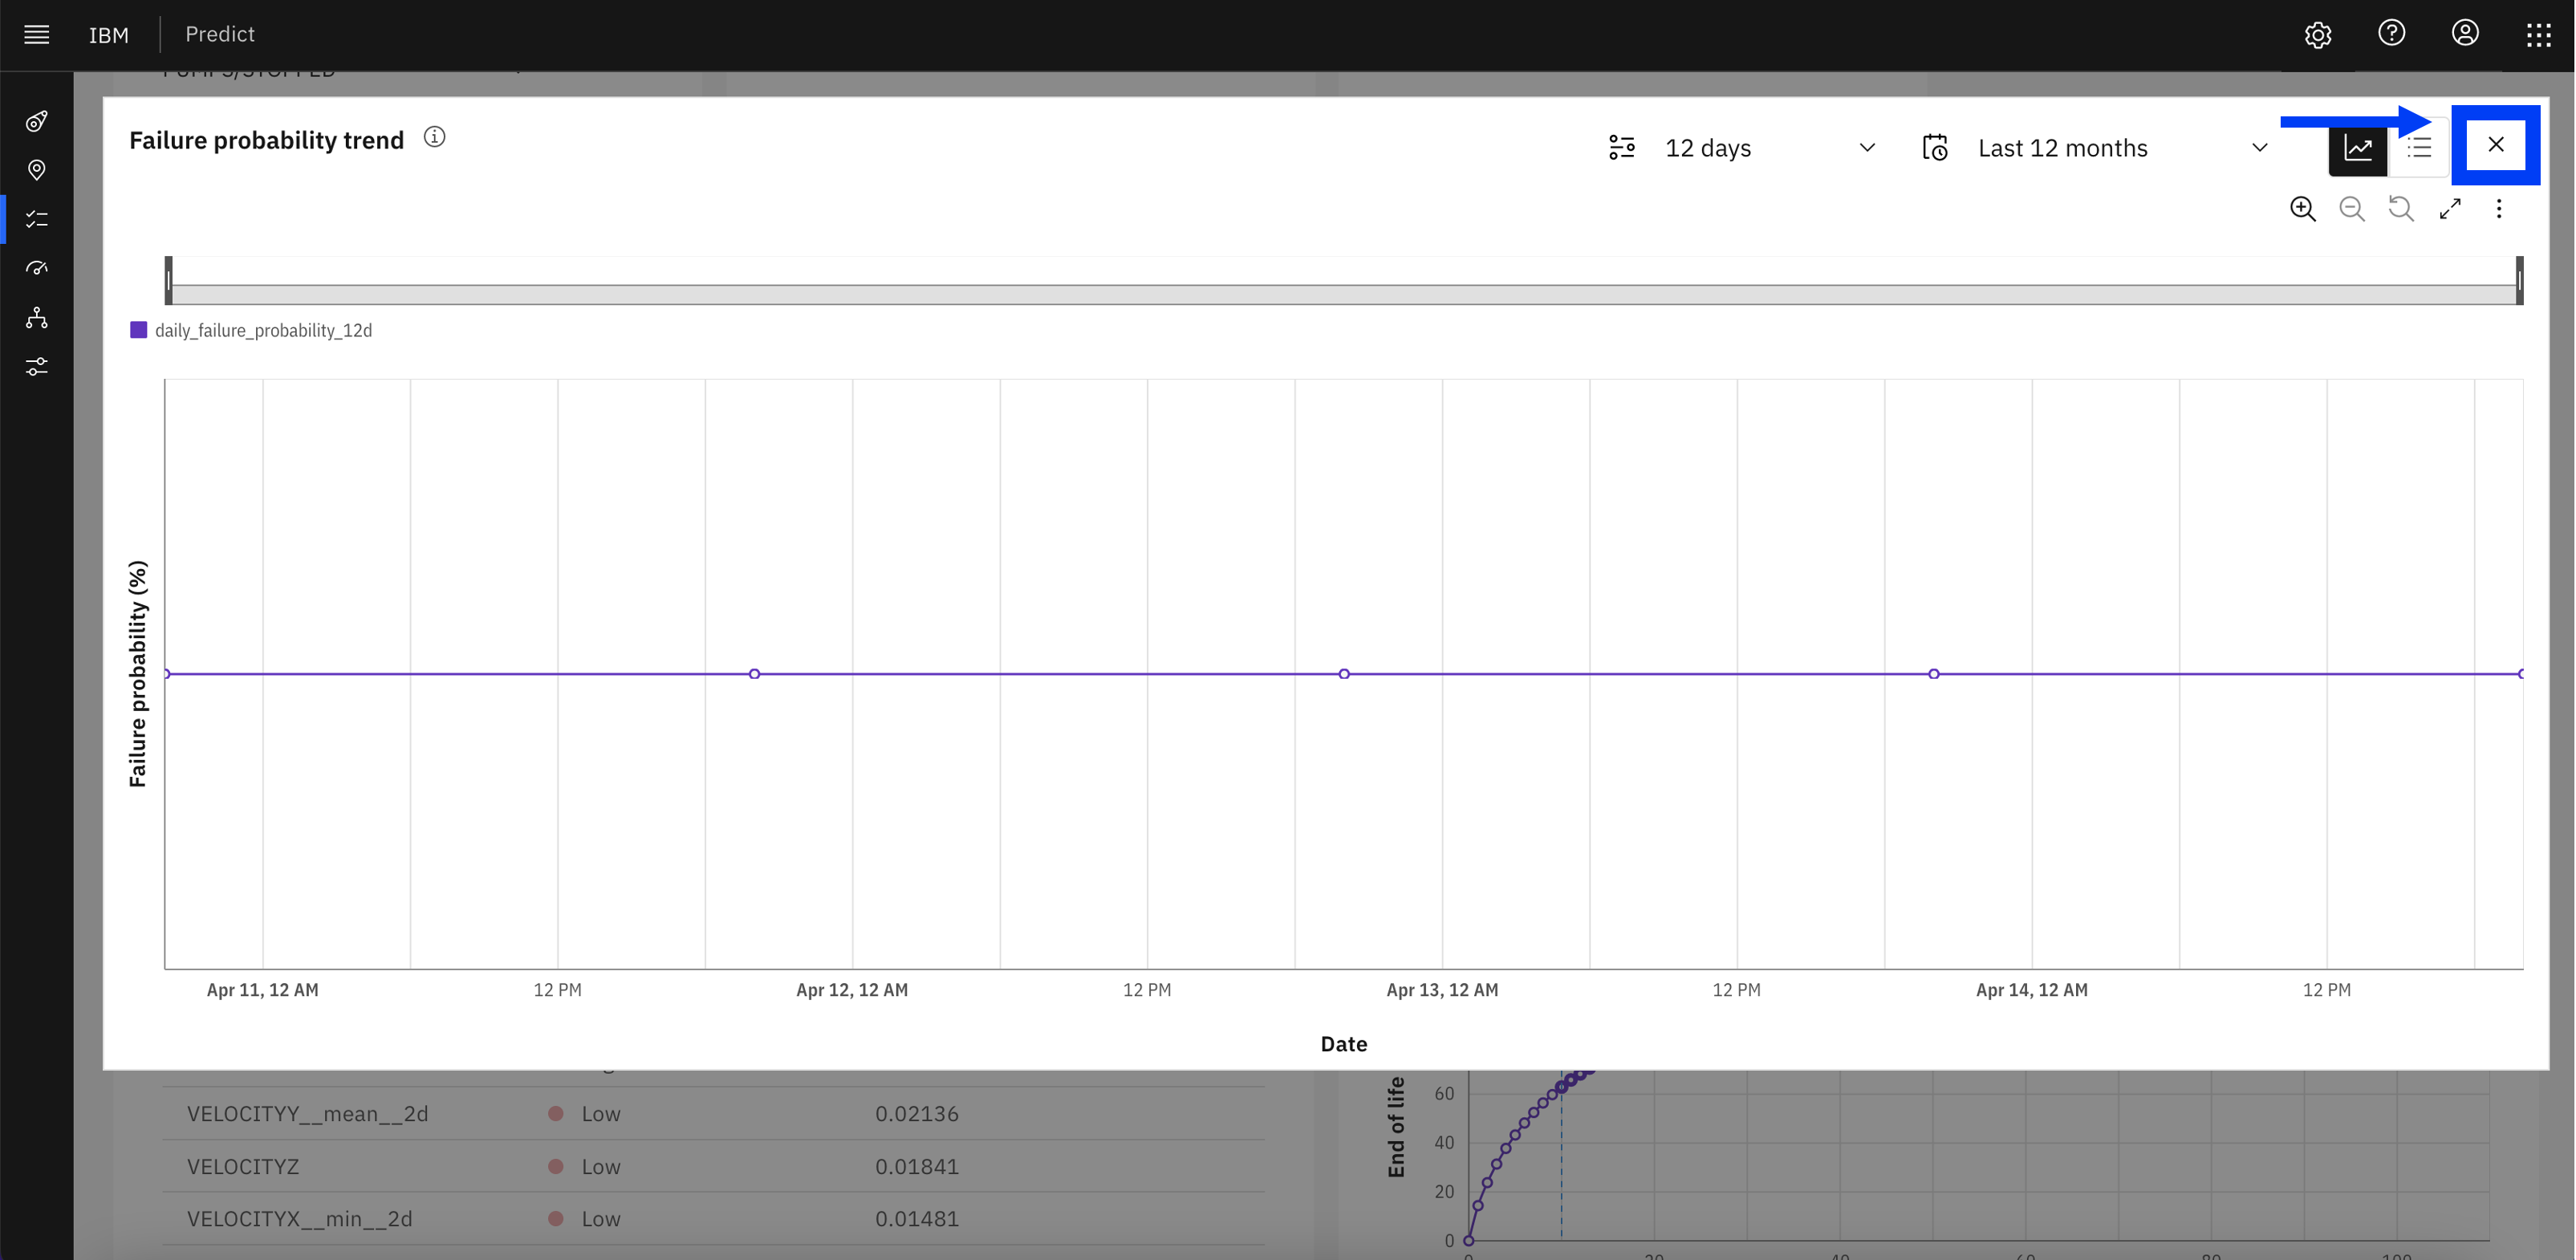 IBM
Predict
Failure probability trend
12 days
Last 12 months
daily_failure_probability_12d
Failure probability (%)
Apr 11, 12 AM
12 PM
Apr 12, 12 AM
12 PM
Apr 13, 12 AM
12 PM
Apr 14, 12 AM
12 PM
Date
VELOCITYY__mean__2d Low 0.02136
VELOCITYZ Low 0.01841
VELOCITYX__min__2d Low 0.01481
End of life
60
40
20
0